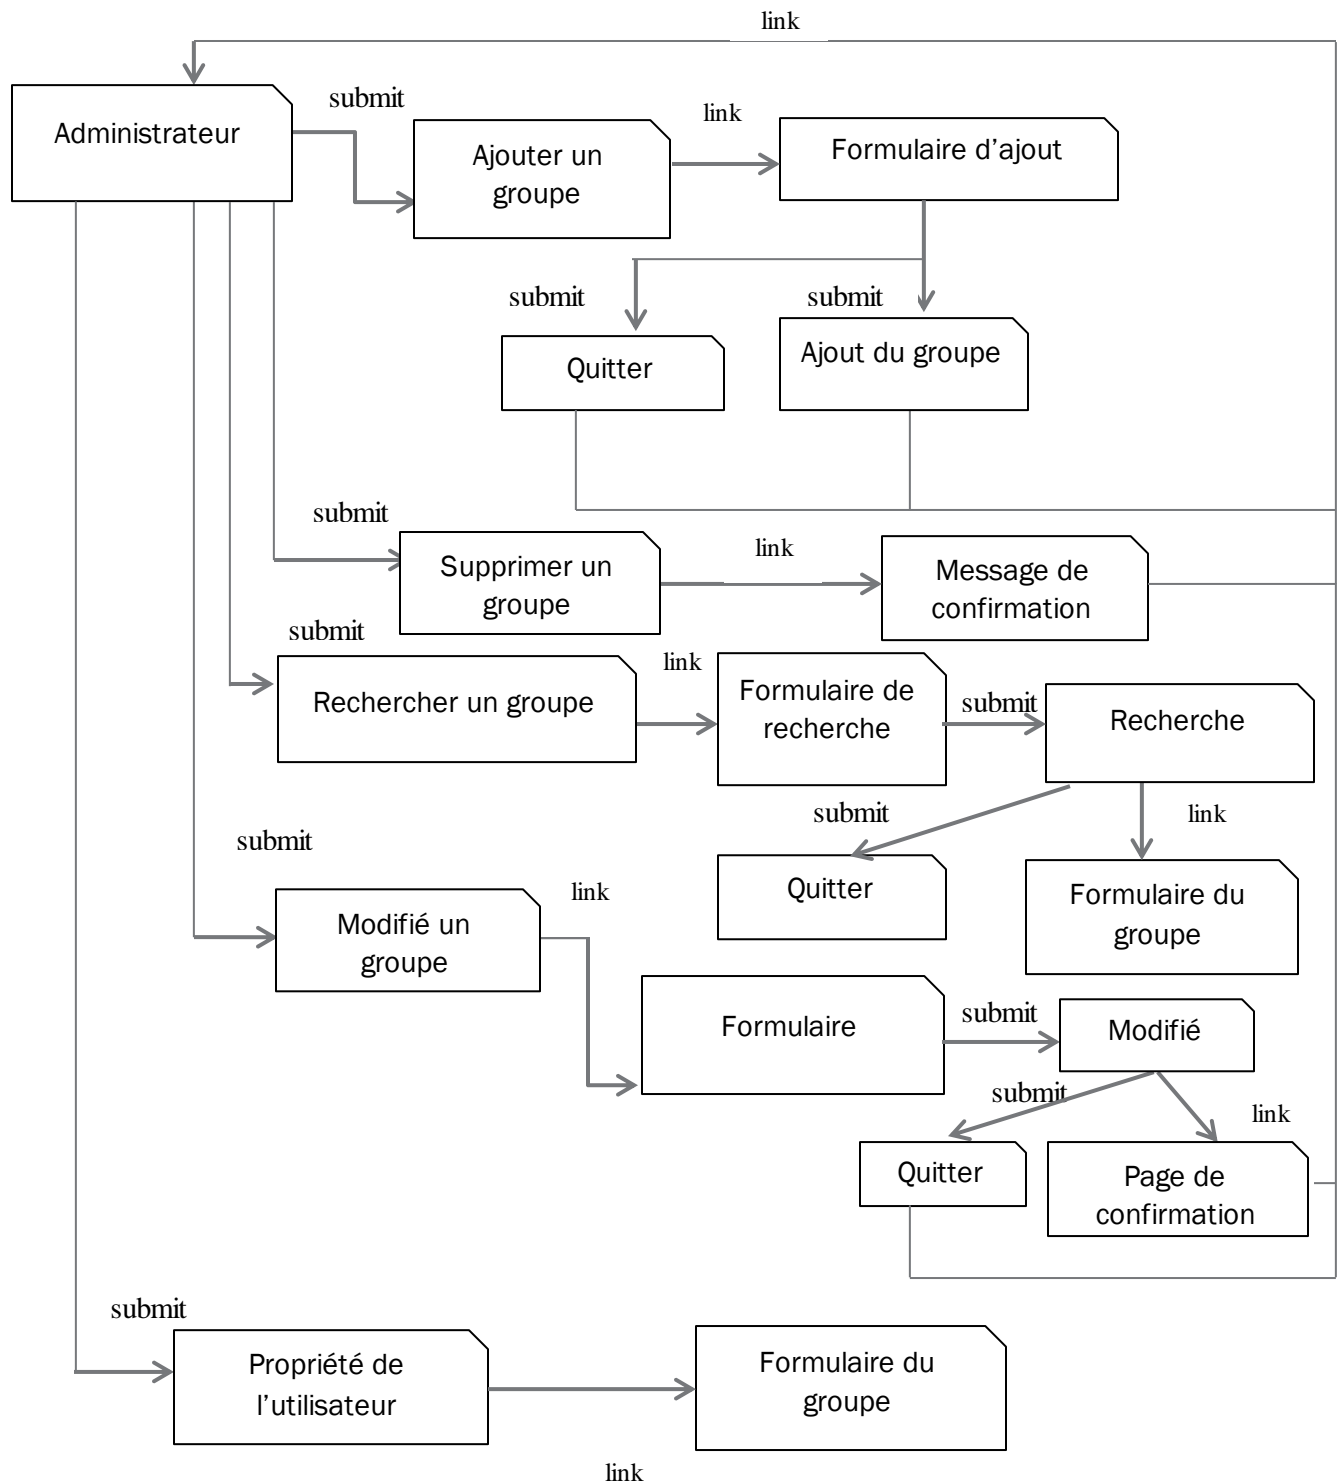 link
submit
Administrateur
link
Ajouter un
groupe
Formulaire d'ajout
submit
submit
Quitter
Ajout du groupe
submit
link
Supprimer un
groupe
Message de
confirmation
submit
link
Rechercher un groupe
Formulaire de
recherche
submit
Recherche
submit
link
submit
Quitter
Formulaire du
groupe
link
Modifié un
groupe
Formulaire
submit
Modifié
submit
link
Quitter
Page de
confirmation
submit
Propriété de
l'utilisateur
Formulaire du
groupe
link